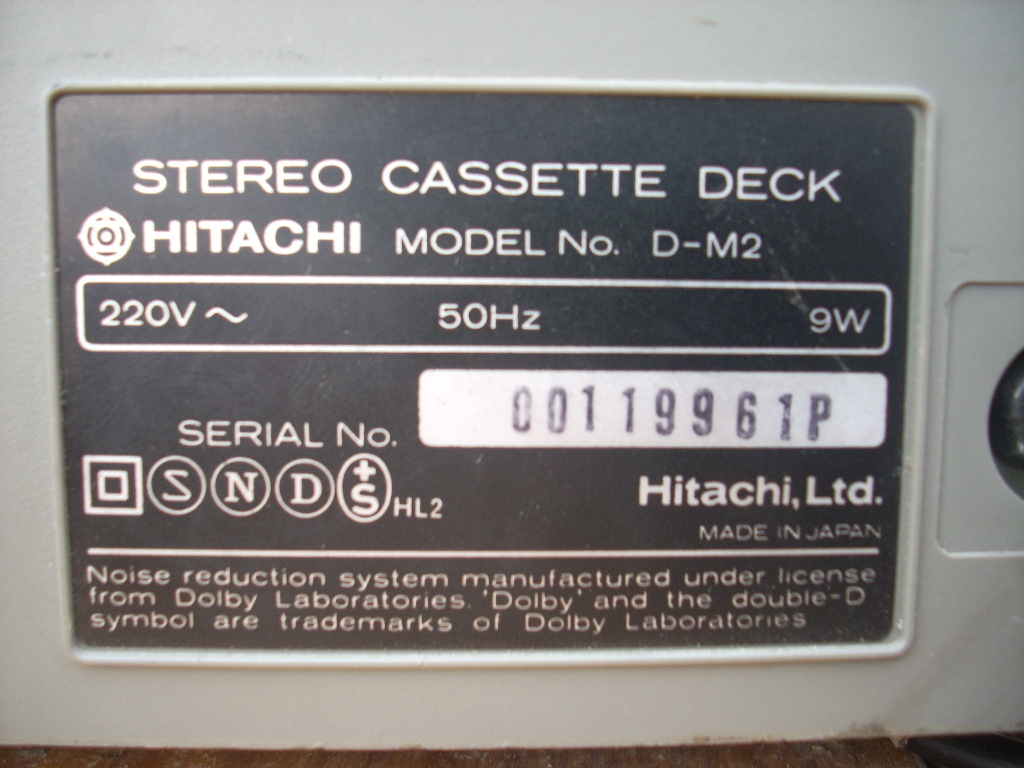 STEREO CASSETTE DECK
HITACHI MODEL No. D-M2
220V ~ 50Hz 9W
SERIAL No. 00119961P
S N D +S HL2
Hitachi, Ltd.
MADE IN JAPAN
Noise reduction system manufactured under license
from Dolby Laboratories. 'Dolby' and the double-D
symbol are trademarks of Dolby Laboratories